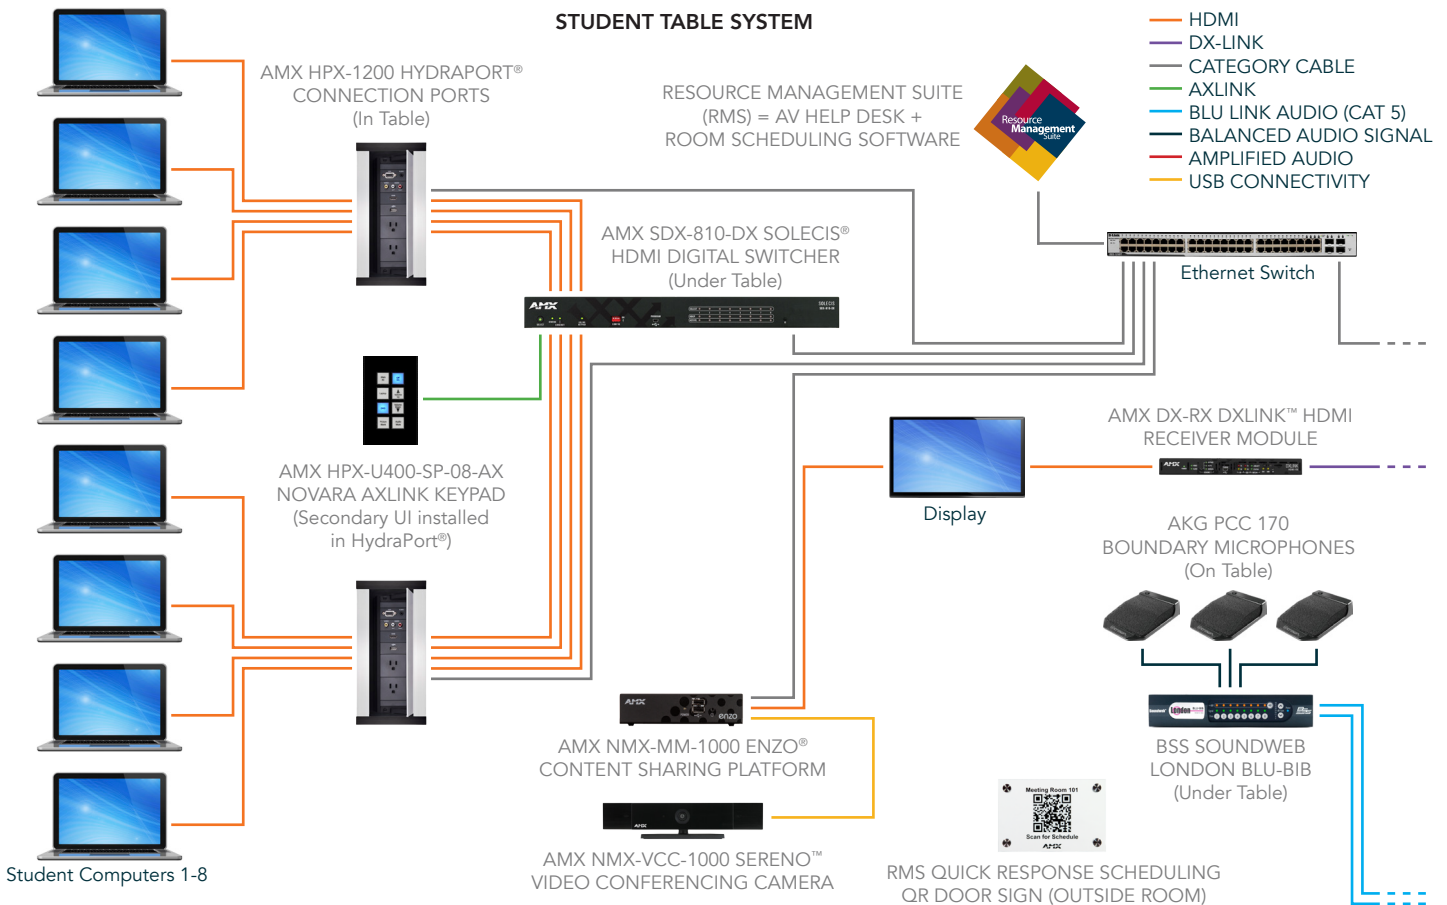 STUDENT TABLE SYSTEM
HDMI
DX-LINK
CATEGORY CABLE
AXLINK
BLU LINK AUDIO (CAT 5)
BALANCED AUDIO SIGNAL
AMPLIFIED AUDIO
USB CONNECTIVITY
AMX HPX-1200 HYDRAPORT®
CONNECTION PORTS
(In Table)
RESOURCE MANAGEMENT SUITE
(RMS) = AV HELP DESK +
ROOM SCHEDULING SOFTWARE
Resource
Management
Suite
AMX SDX-810-DX SOLECIS®
HDMI DIGITAL SWITCHER
(Under Table)
Ethernet Switch
AMX
SOLECIS
AMX HPX-U400-SP-08-AX
NOVARA AXLINK KEYPAD
(Secondary UI installed
in HydraPort®)
AMX DX-RX DXLINK™ HDMI
RECEIVER MODULE
AMX
Display
AKG PCC 170
BOUNDARY MICROPHONES
(On Table)
AMX
enzo
AMX NMX-MM-1000 ENZO®
CONTENT SHARING PLATFORM
London
BSS SOUNDWEB
LONDON BLU-BIB
(Under Table)
Meeting Room 101
Scan for Schedule
AMX
AMX
AMX NMX-VCC-1000 SERENO™
VIDEO CONFERENCING CAMERA
RMS QUICK RESPONSE SCHEDULING
QR DOOR SIGN (OUTSIDE ROOM)
Student Computers 1-8